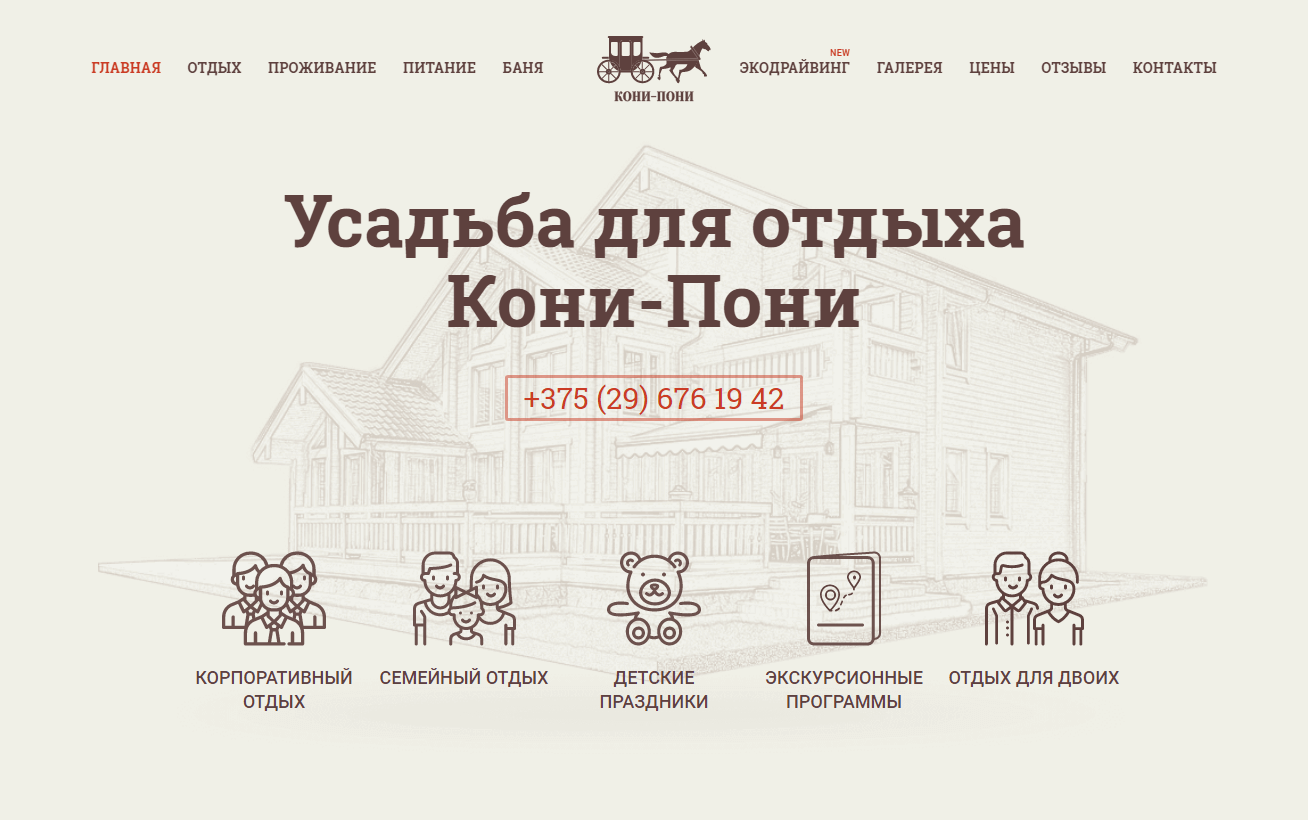 ГЛАВНАЯ ОТДЫХ ПРОЖИВАНИЕ ПИТАНИЕ БАНЯ
КОНИ-ПОНИ
NEW
ЭКОДРАЙВИНГ ГАЛЕРЕЯ ЦЕНЫ ОТЗЫВЫ КОНТАКТЫ
Усадьба для отдыха
Кони-Пони
+375 (29) 676 19 42
КОРПОРАТИВНЫЙ
ОТДЫХ
СЕМЕЙНЫЙ ОТДЫХ
ДЕТСКИЕ
ПРАЗДНИКИ
ЭКСКУРСИОННЫЕ
ПРОГРАММЫ
ОТДЫХ ДЛЯ ДВОИХ